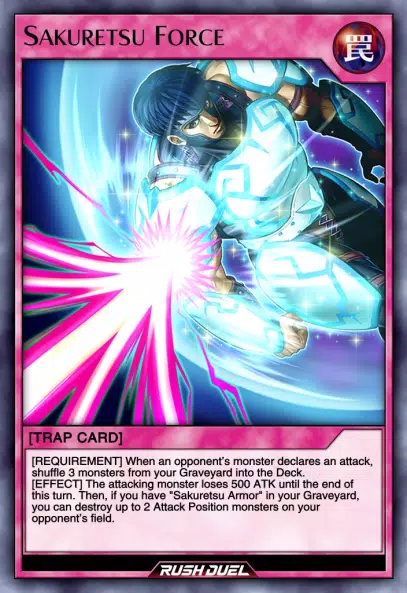 SAKURETSU FORCE
罠
[TRAP CARD]
[REQUIREMENT] When an opponent's monster declares an attack,
shuffle 3 monsters from your Graveyard into the Deck.
[EFFECT] The attacking monster loses 500 ATK until the end of
this turn. Then, if you have "Sakuretsu Armor" in your Graveyard,
you can destroy up to 2 Attack Position monsters on your
opponent's field.
RUSH DUEL